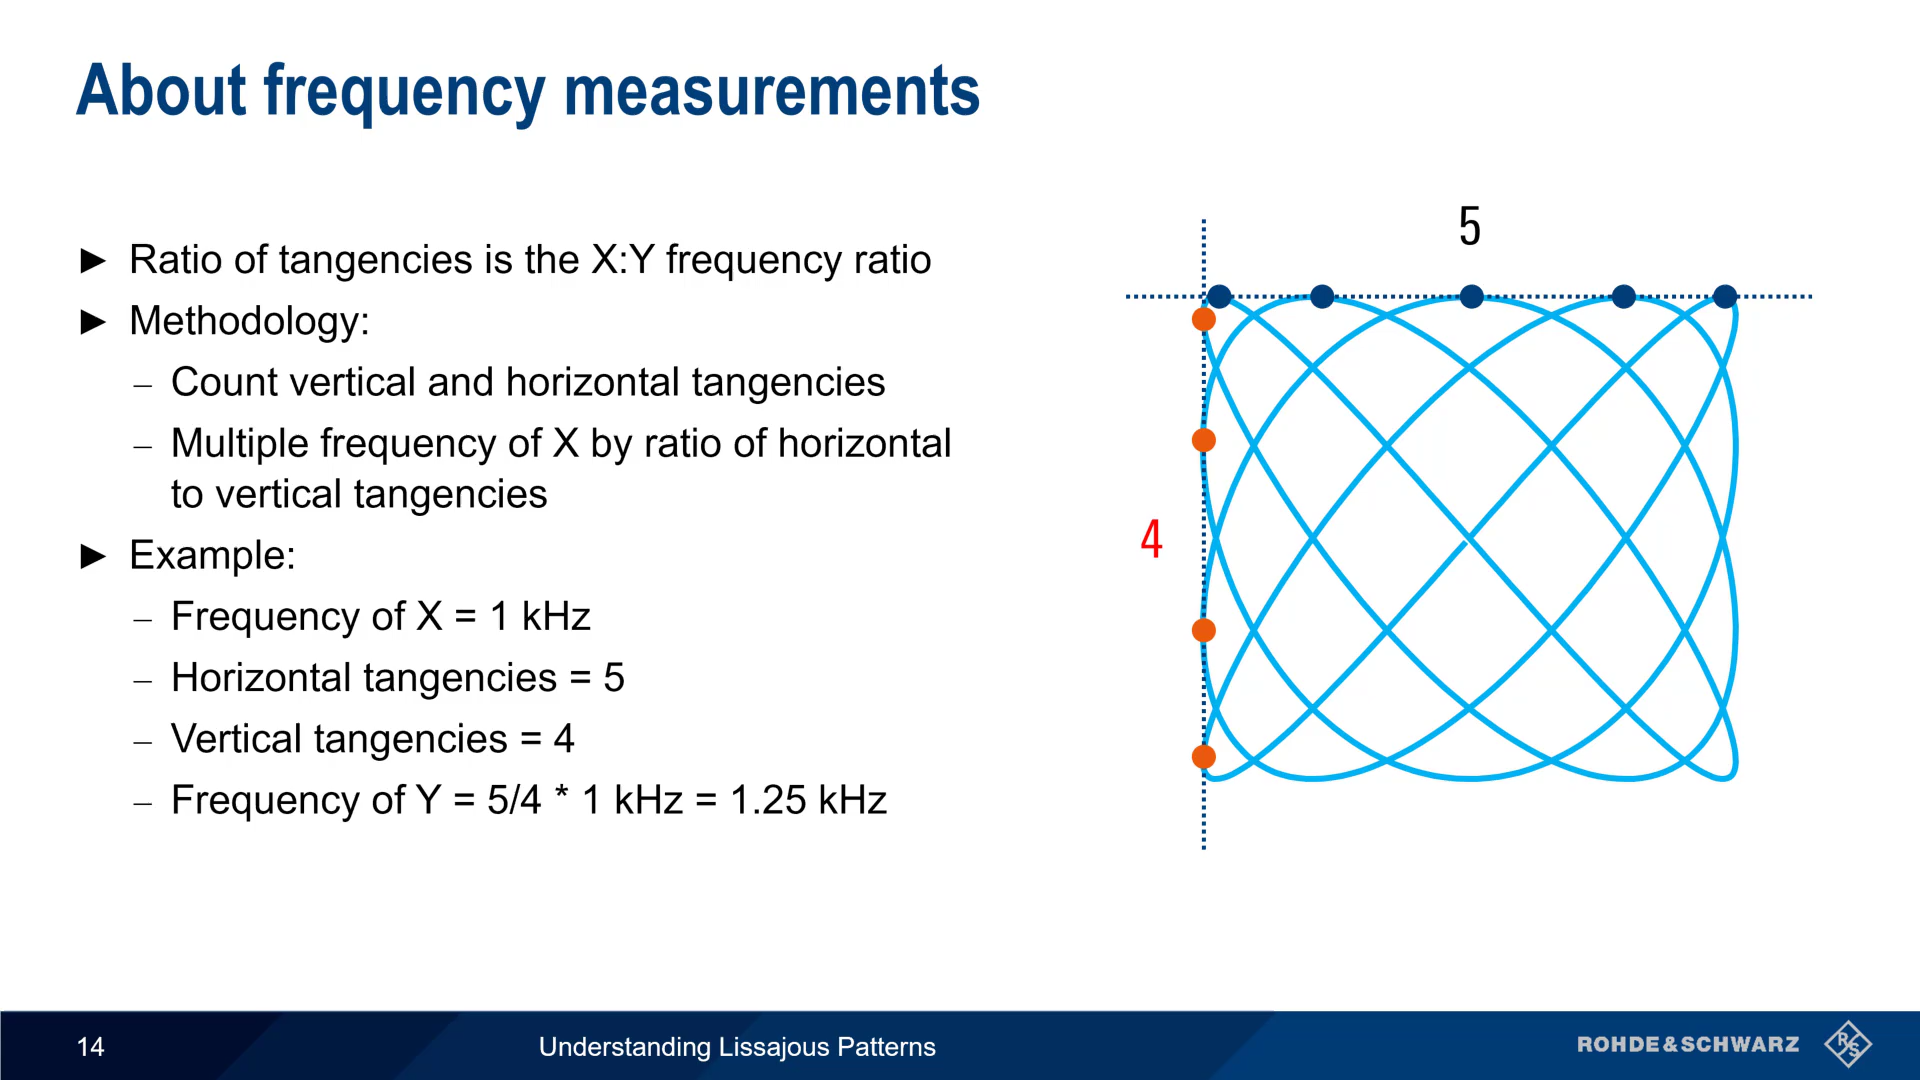 About frequency measurements
► Ratio of tangencies is the X:Y frequency ratio
► Methodology:
– Count vertical and horizontal tangencies
– Multiple frequency of X by ratio of horizontal
to vertical tangencies
► Example:
– Frequency of X = 1 kHz
– Horizontal tangencies = 5
– Vertical tangencies = 4
– Frequency of Y = 5/4 * 1 kHz = 1.25 kHz
5
4
14
Understanding Lissajous Patterns
ROHDE&SCHWARZ
R&S